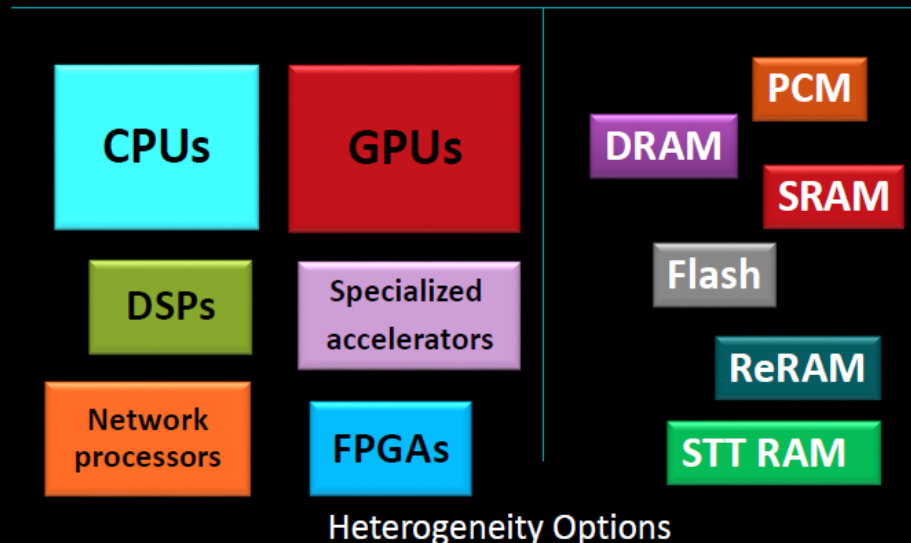 CPUs
GPUs
DSPs
Specialized
accelerators
Network
processors
FPGAs
PCM
DRAM
SRAM
Flash
ReRAM
STT RAM
Heterogeneity Options